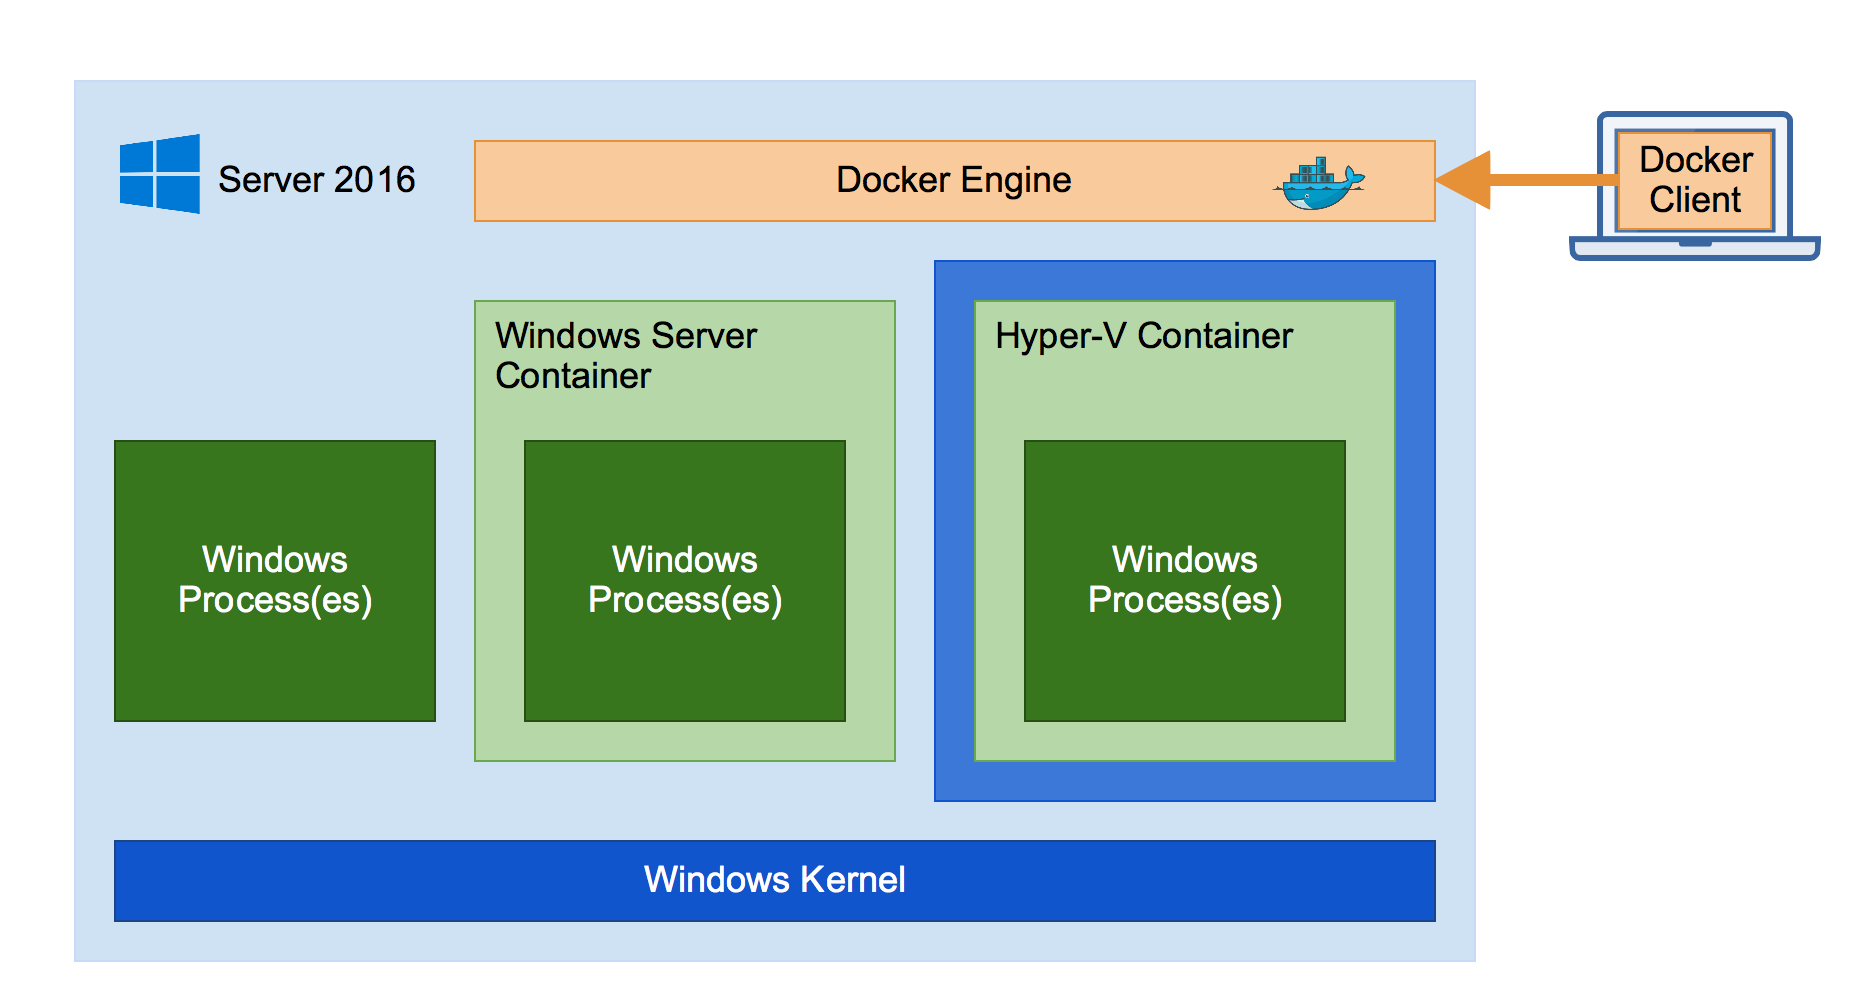 Server 2016
Docker Engine
Docker
Client
Windows Server
Container
Hyper-V Container
Windows
Process(es)
Windows
Process(es)
Windows
Process(es)
Windows Kernel